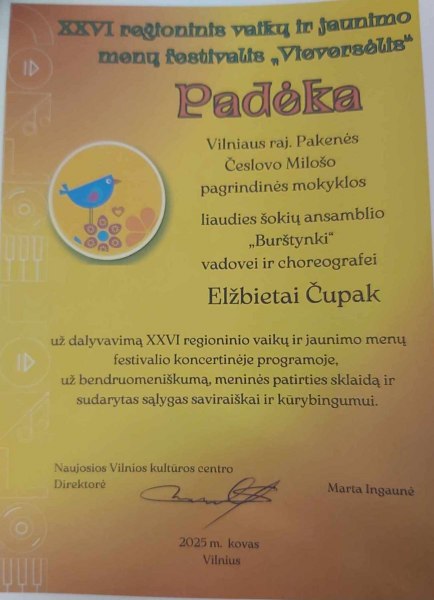 XXVI regioninis vaikų ir jaunimo
menų festivalis „Vieversėlis“
Padėka
Vilniaus raj. Pakenės
Česlovo Milošo
pagrindinės mokyklos
liaudies šokių ansamblio
„Burštynki“
vadovei ir choreografei
Elžbietai Čupak
už dalyvavimą XXVI regioninio vaikų ir jaunimo menų
festivalio koncertinėje programoje,
už bendruomeniškumą, meninės patirties sklaidą ir
sudarytas sąlygas saviraiškai ir kūrybingumui.
Naujosios Vilnios kultūros centro
Direktorė
Marta Ingaunė
2025 m. kovas
Vilnius